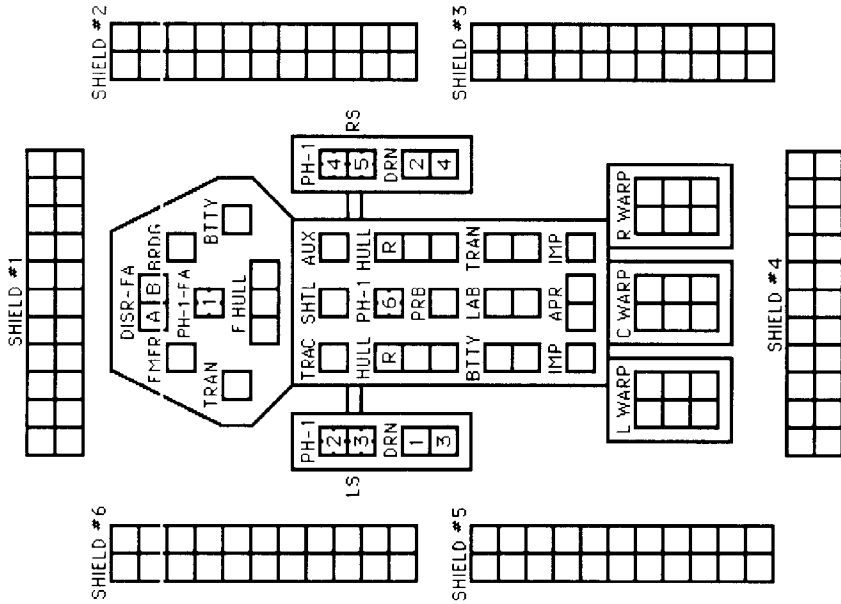 SHIELD #1
SHIELD #2
SHIELD #3
SHIELD #4
SHIELD #5
SHIELD #6
DISR-FA
A B
FMFR
BRDG
PH-1-FA
1
TRAN
BTTY
F HULL
TRAC
SHTL
AUX
HULL
R
PH-1
6
HULL
R
PRB
BTTY
LAB
TRAN
IMP
APR
IMP
PH-1
2
3
DRN
1
3
LS
PH-1
4
5
DRN
2
4
RS
L WARP
C WARP
R WARP